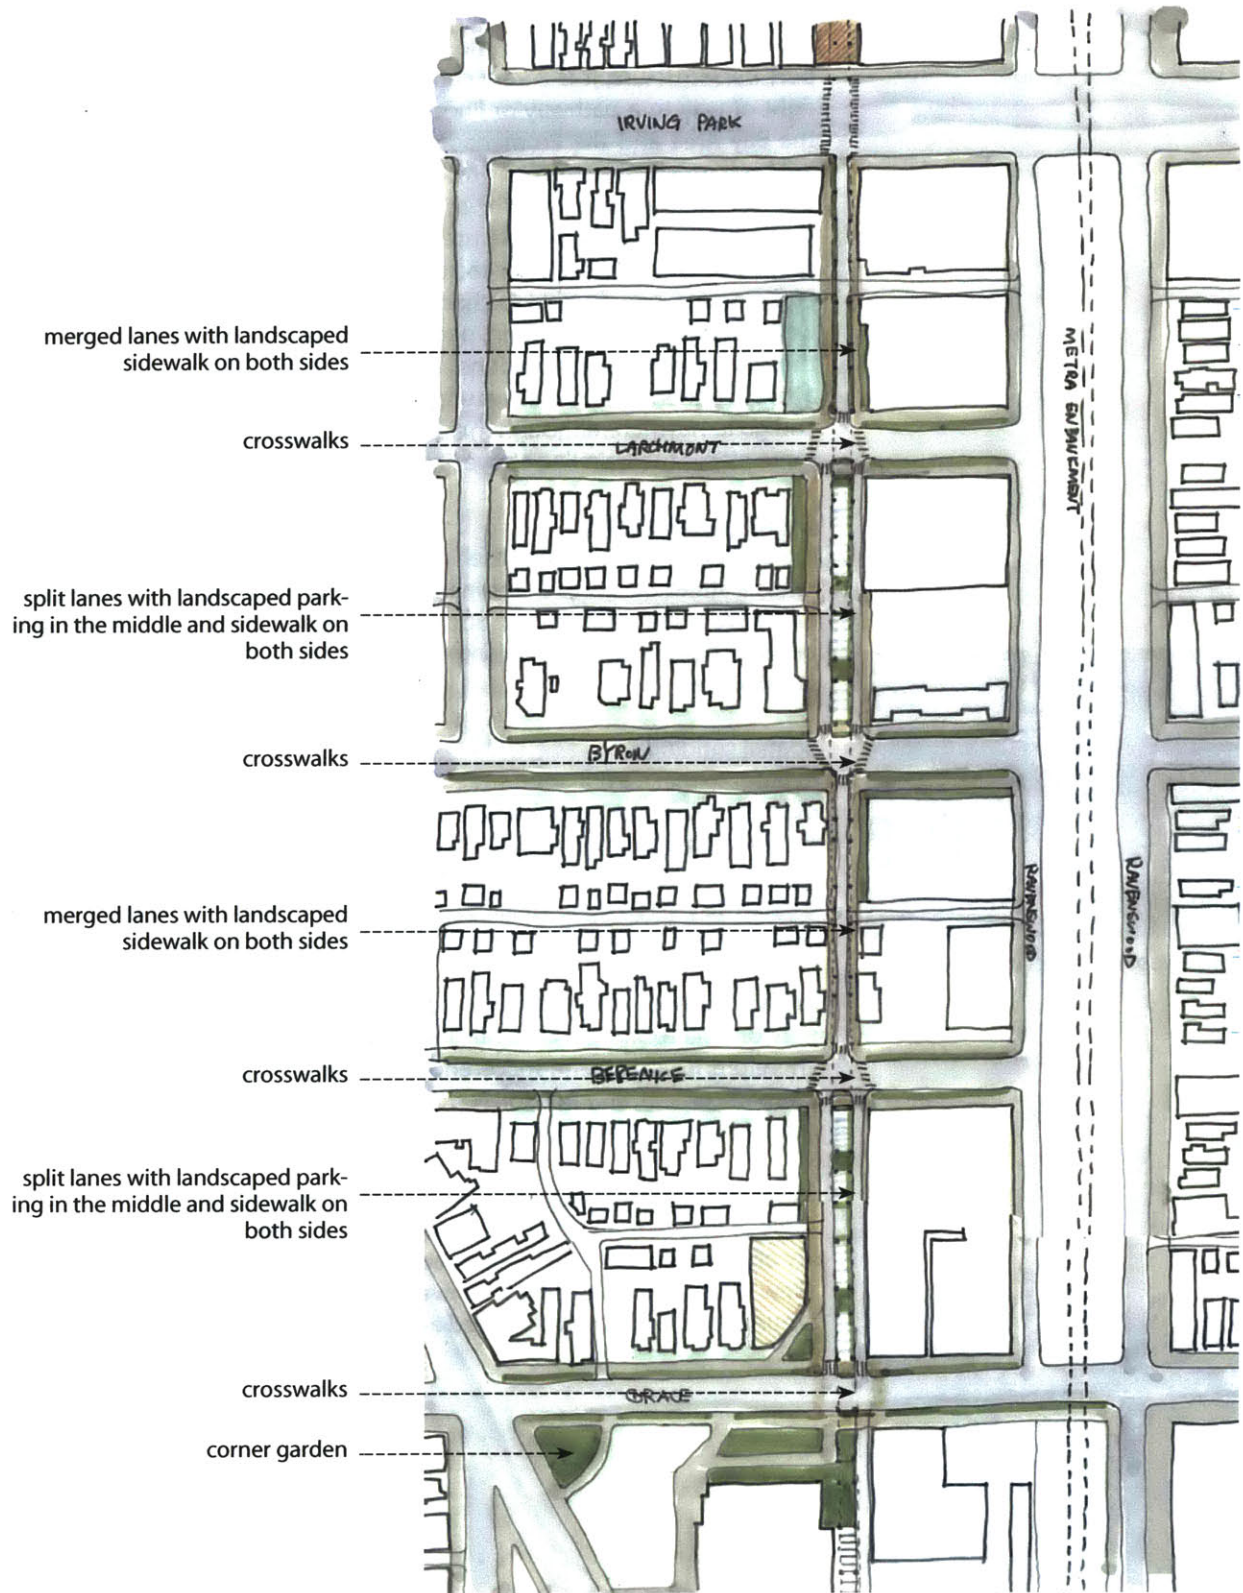 IRVING PARK
merged lanes with landscaped
sidewalk on both sides
METRA EMBANKMENT
crosswalks
LARCHMONT
split lanes with landscaped park-
ing in the middle and sidewalk on
both sides
crosswalks
BYRON
RAVENSWOOD
RAVENSWOOD
merged lanes with landscaped
sidewalk on both sides
crosswalks
BERENICE
split lanes with landscaped park-
ing in the middle and sidewalk on
both sides
crosswalks
GRACE
corner garden